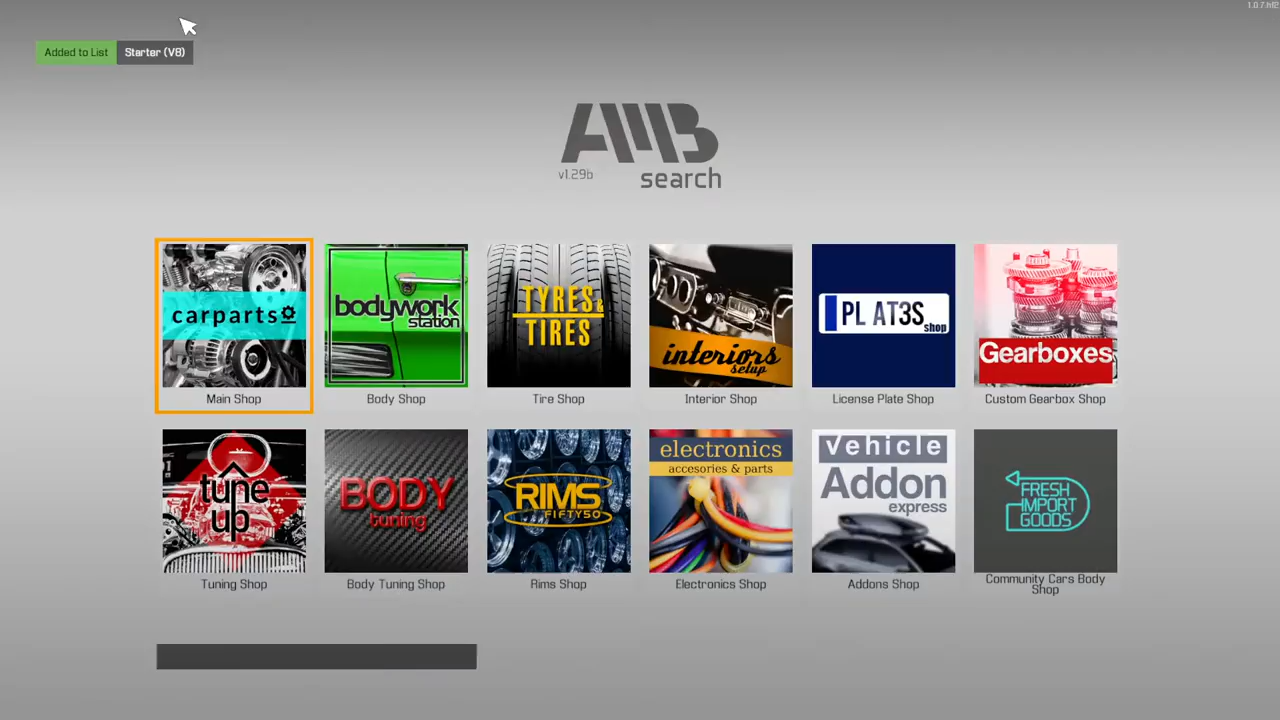 1.0.7.hf2
Added to List Starter (V8)
AMB
v1.29b
search
carparts
Main Shop
bodywork
station
Body Shop
TYRES &
TIRES
Tire Shop
interiors
setup
Interior Shop
PL AT3S
shop
License Plate Shop
Gearboxes
Custom Gearbox Shop
tune
up
Tuning Shop
BODY
tuning
Body Tuning Shop
RIMS
FIFTY50
Rims Shop
electronics
accesories & parts
Electronics Shop
vehicle
Addon
express
Addons Shop
FRESH
IMPORT
GOODS
Community Cars Body
Shop